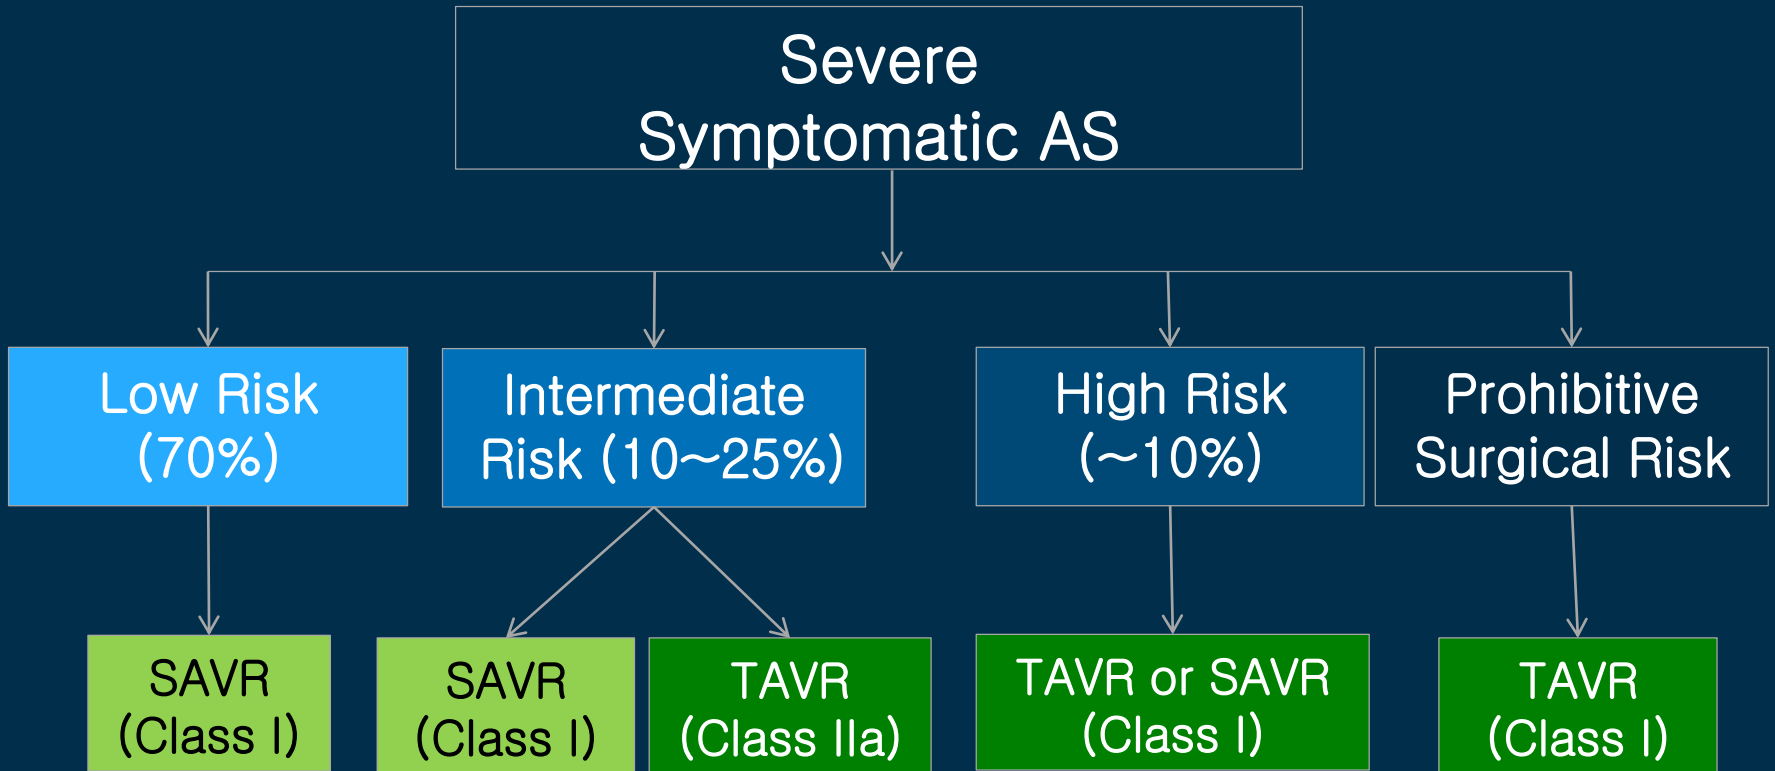 Severe
Symptomatic AS
Low Risk
(70%)
Intermediate
Risk (10~25%)
High Risk
(~10%)
Prohibitive
Surgical Risk
SAVR
(Class I)
SAVR
(Class I)
TAVR
(Class IIa)
TAVR or SAVR
(Class I)
TAVR
(Class I)